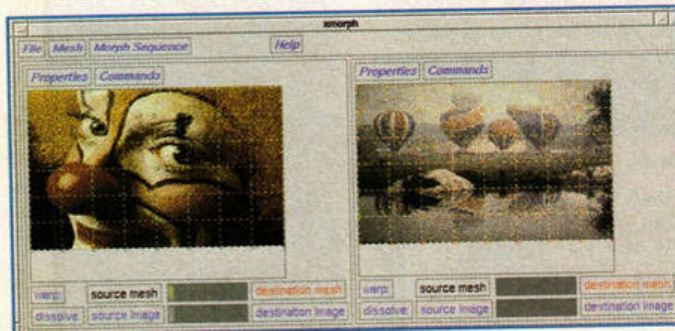 xmorph
File Mesh Morph Sequence Help
Properties Commands
Properties Commands
warp: source mesh destination mesh
dissolve: source image destination image
warp: source mesh destination mesh
dissolve: source image destination image